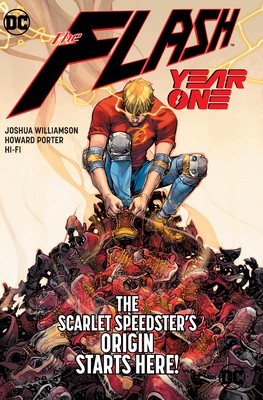 DC
The
FLASH
YEAR
ONE
JOSHUA WILLIAMSON
HOWARD PORTER
HI-FI
THE
SCARLET SPEEDSTER'S
ORIGIN
STARTS HERE!
DC